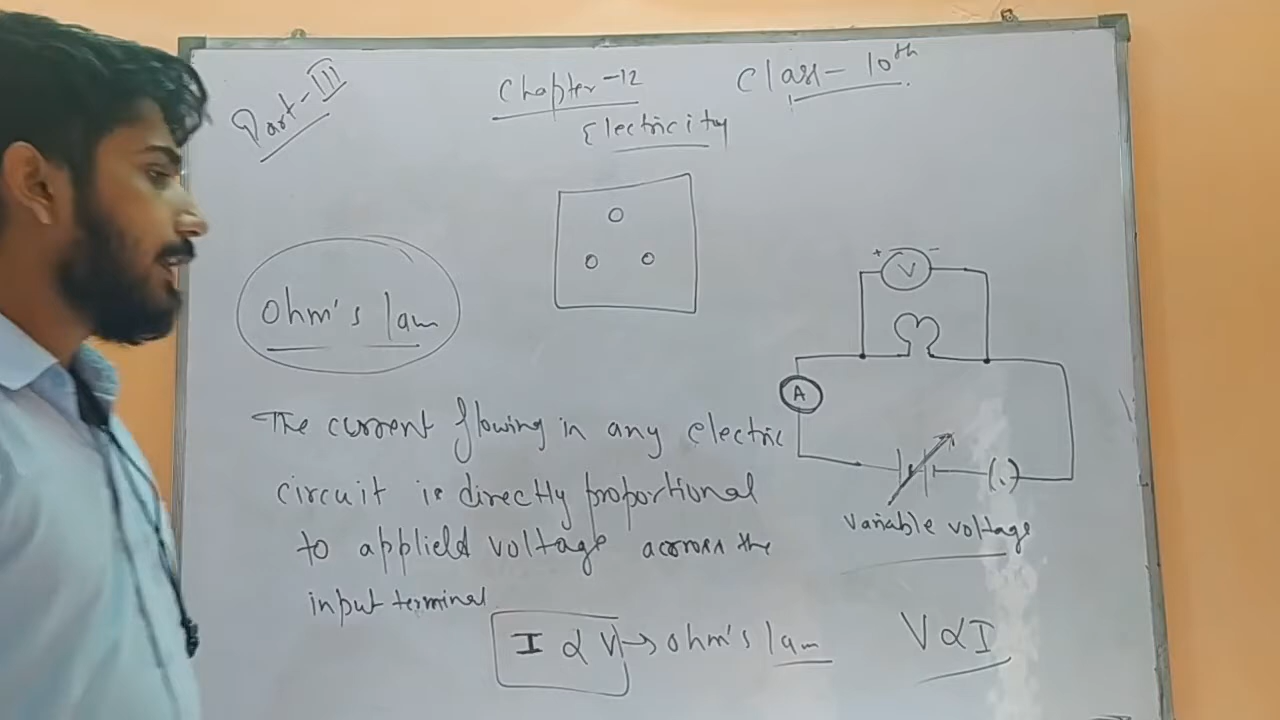 Part-III
Chapter-12
Class-10th
Electricity
Ohm's law
+ V -
A
The current flowing in any electric
circuit is directly proportional
to applield voltage across the
input terminal
(.)
variable voltage
I ∝ V → ohm's law
V ∝ I